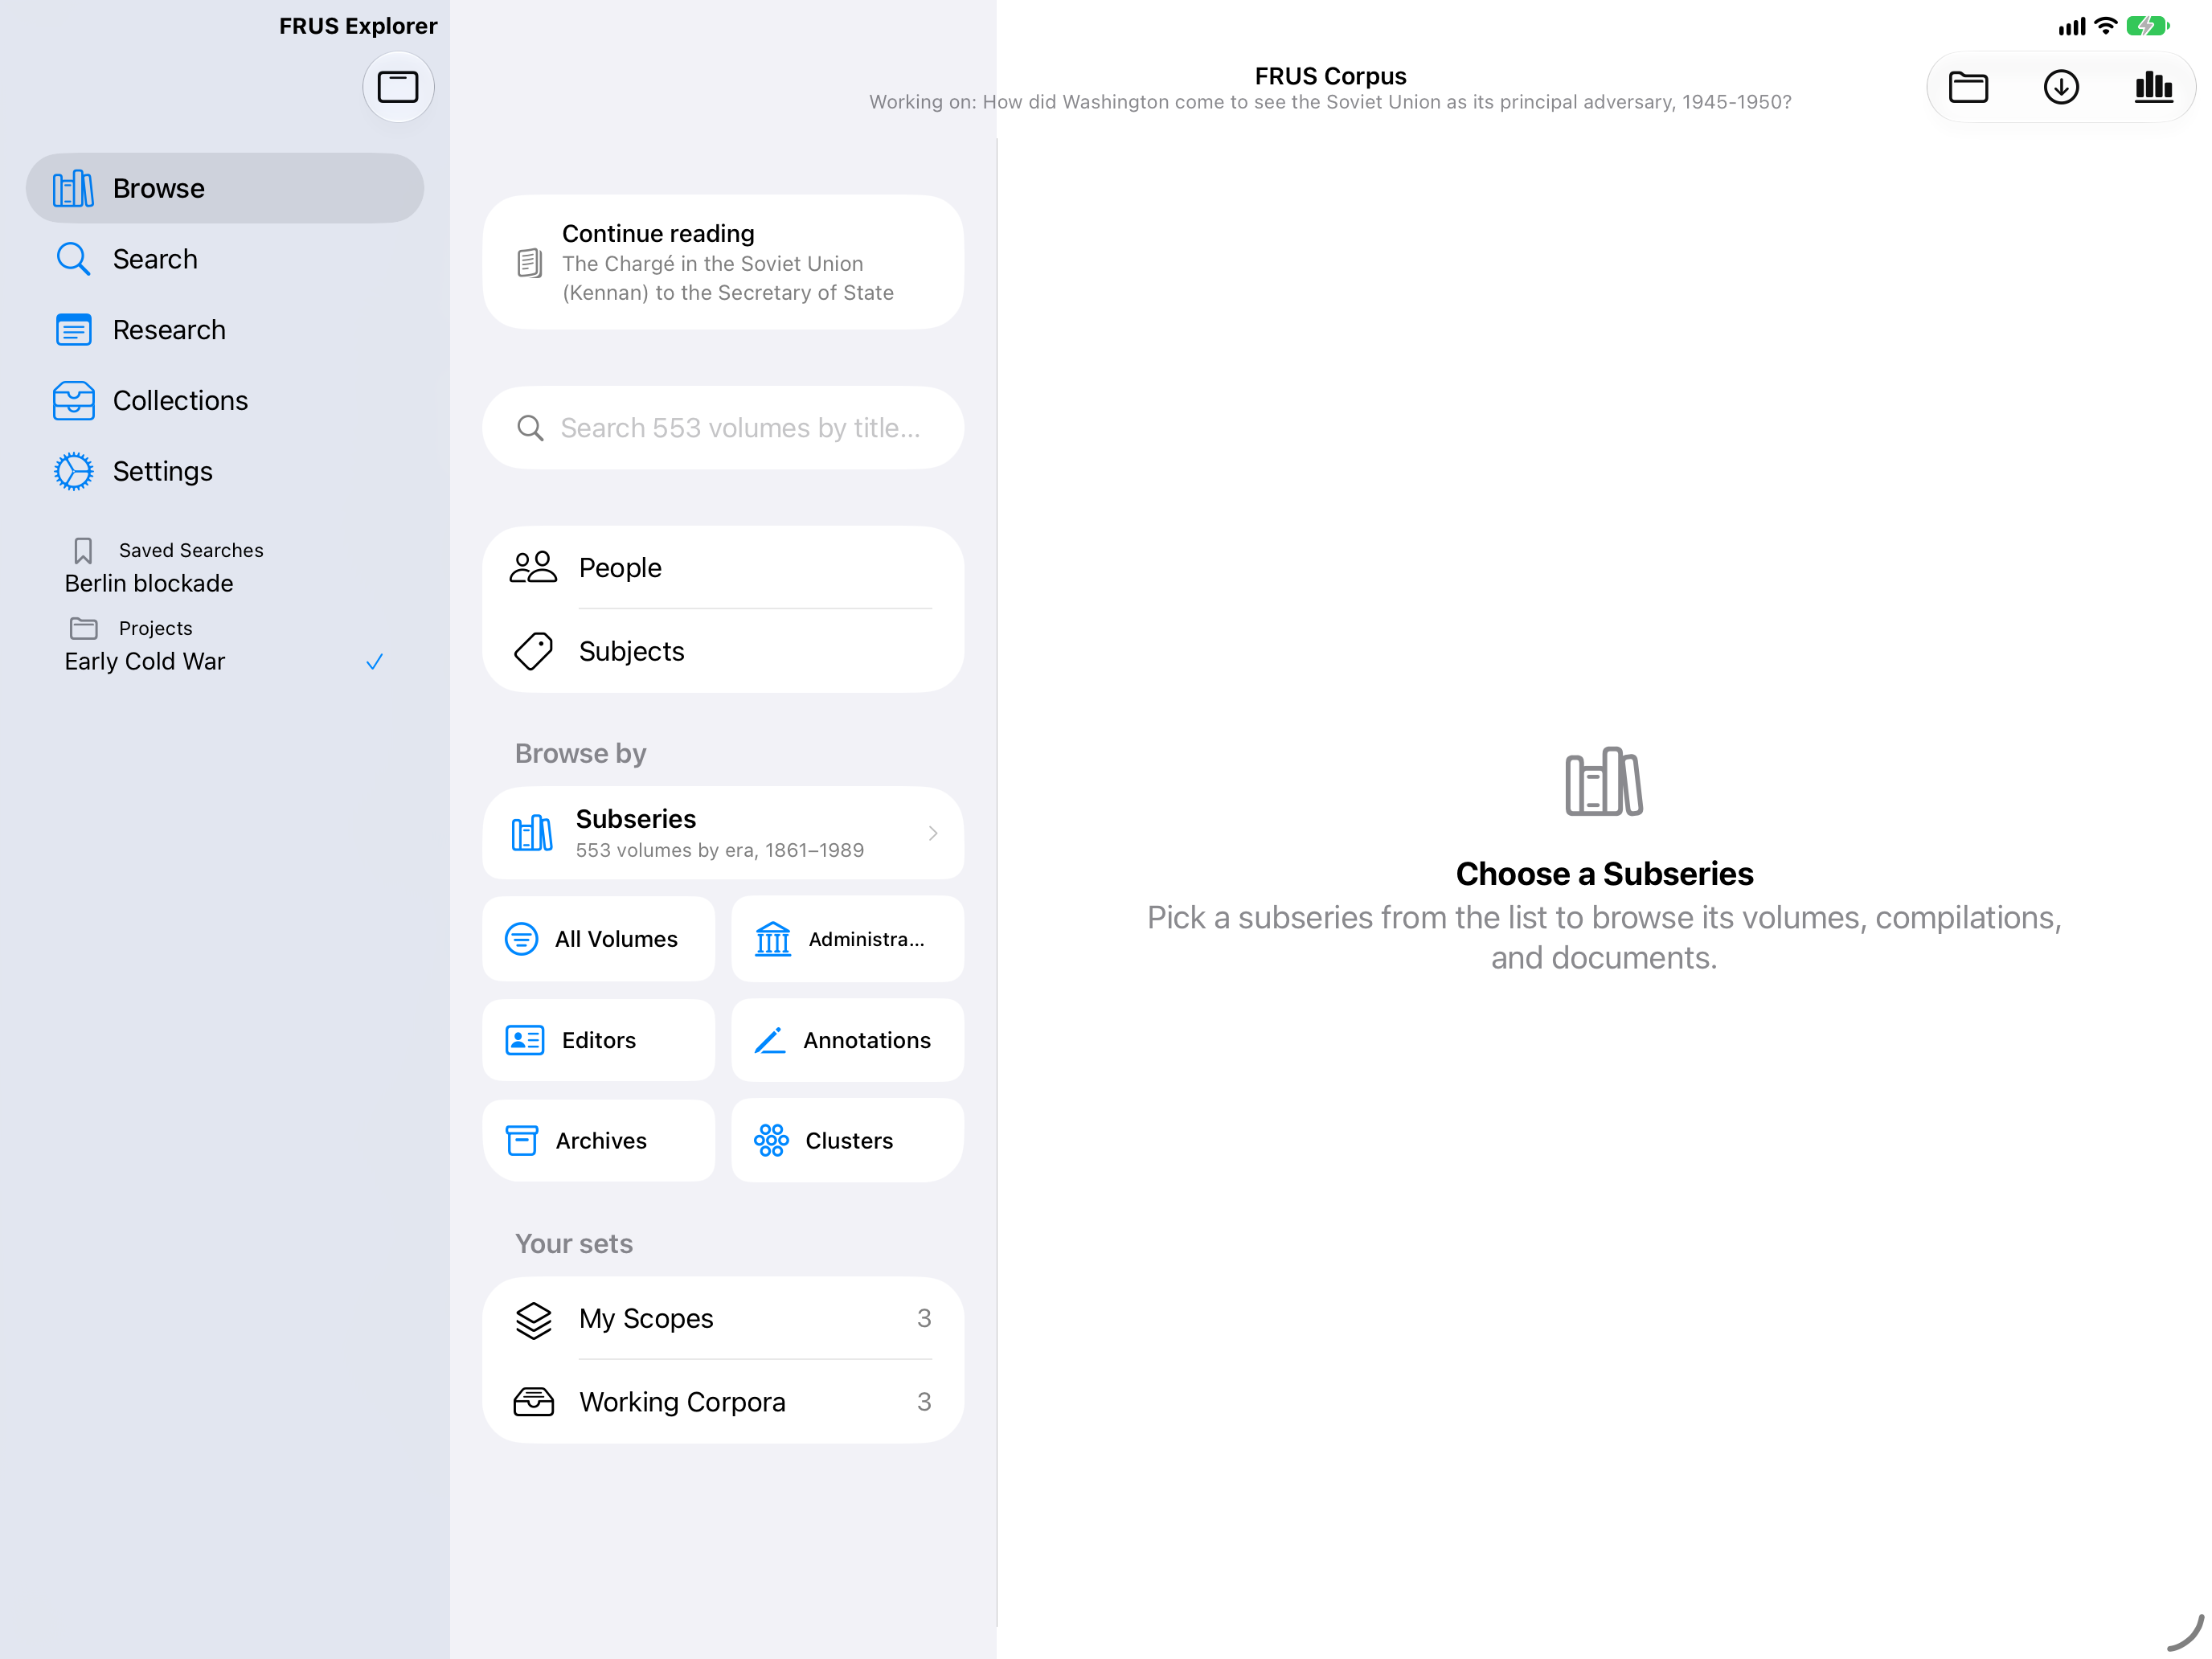 FRUS Explorer
Browse
Search
Research
Collections
Settings
Saved Searches
Berlin blockade
Projects
Early Cold War
FRUS Corpus
Working on: How did Washington come to see the Soviet Union as its principal adversary, 1945-1950?
Continue reading
The Chargé in the Soviet Union
(Kennan) to the Secretary of State
Search 553 volumes by title...
People
Subjects
Browse by
Subseries
553 volumes by era, 1861–1989
All Volumes
Administra...
Editors
Annotations
Archives
Clusters
Your sets
My Scopes 3
Working Corpora 3
Choose a Subseries
Pick a subseries from the list to browse its volumes, compilations,
and documents.